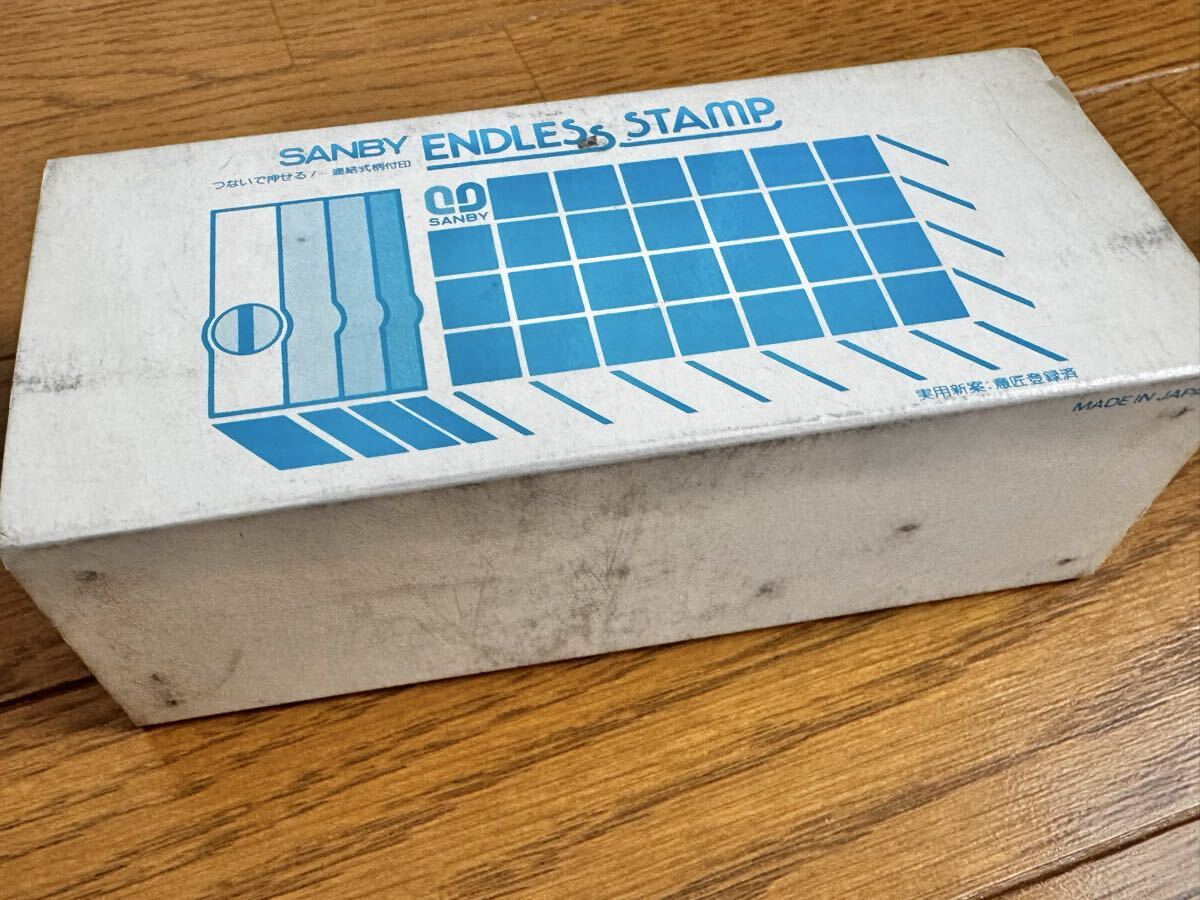 SANBY ENDLESS STAMP
つないで押せる!ー連結式柄付印
SANBY
実用新案・意匠登録済
MADE IN JAPA